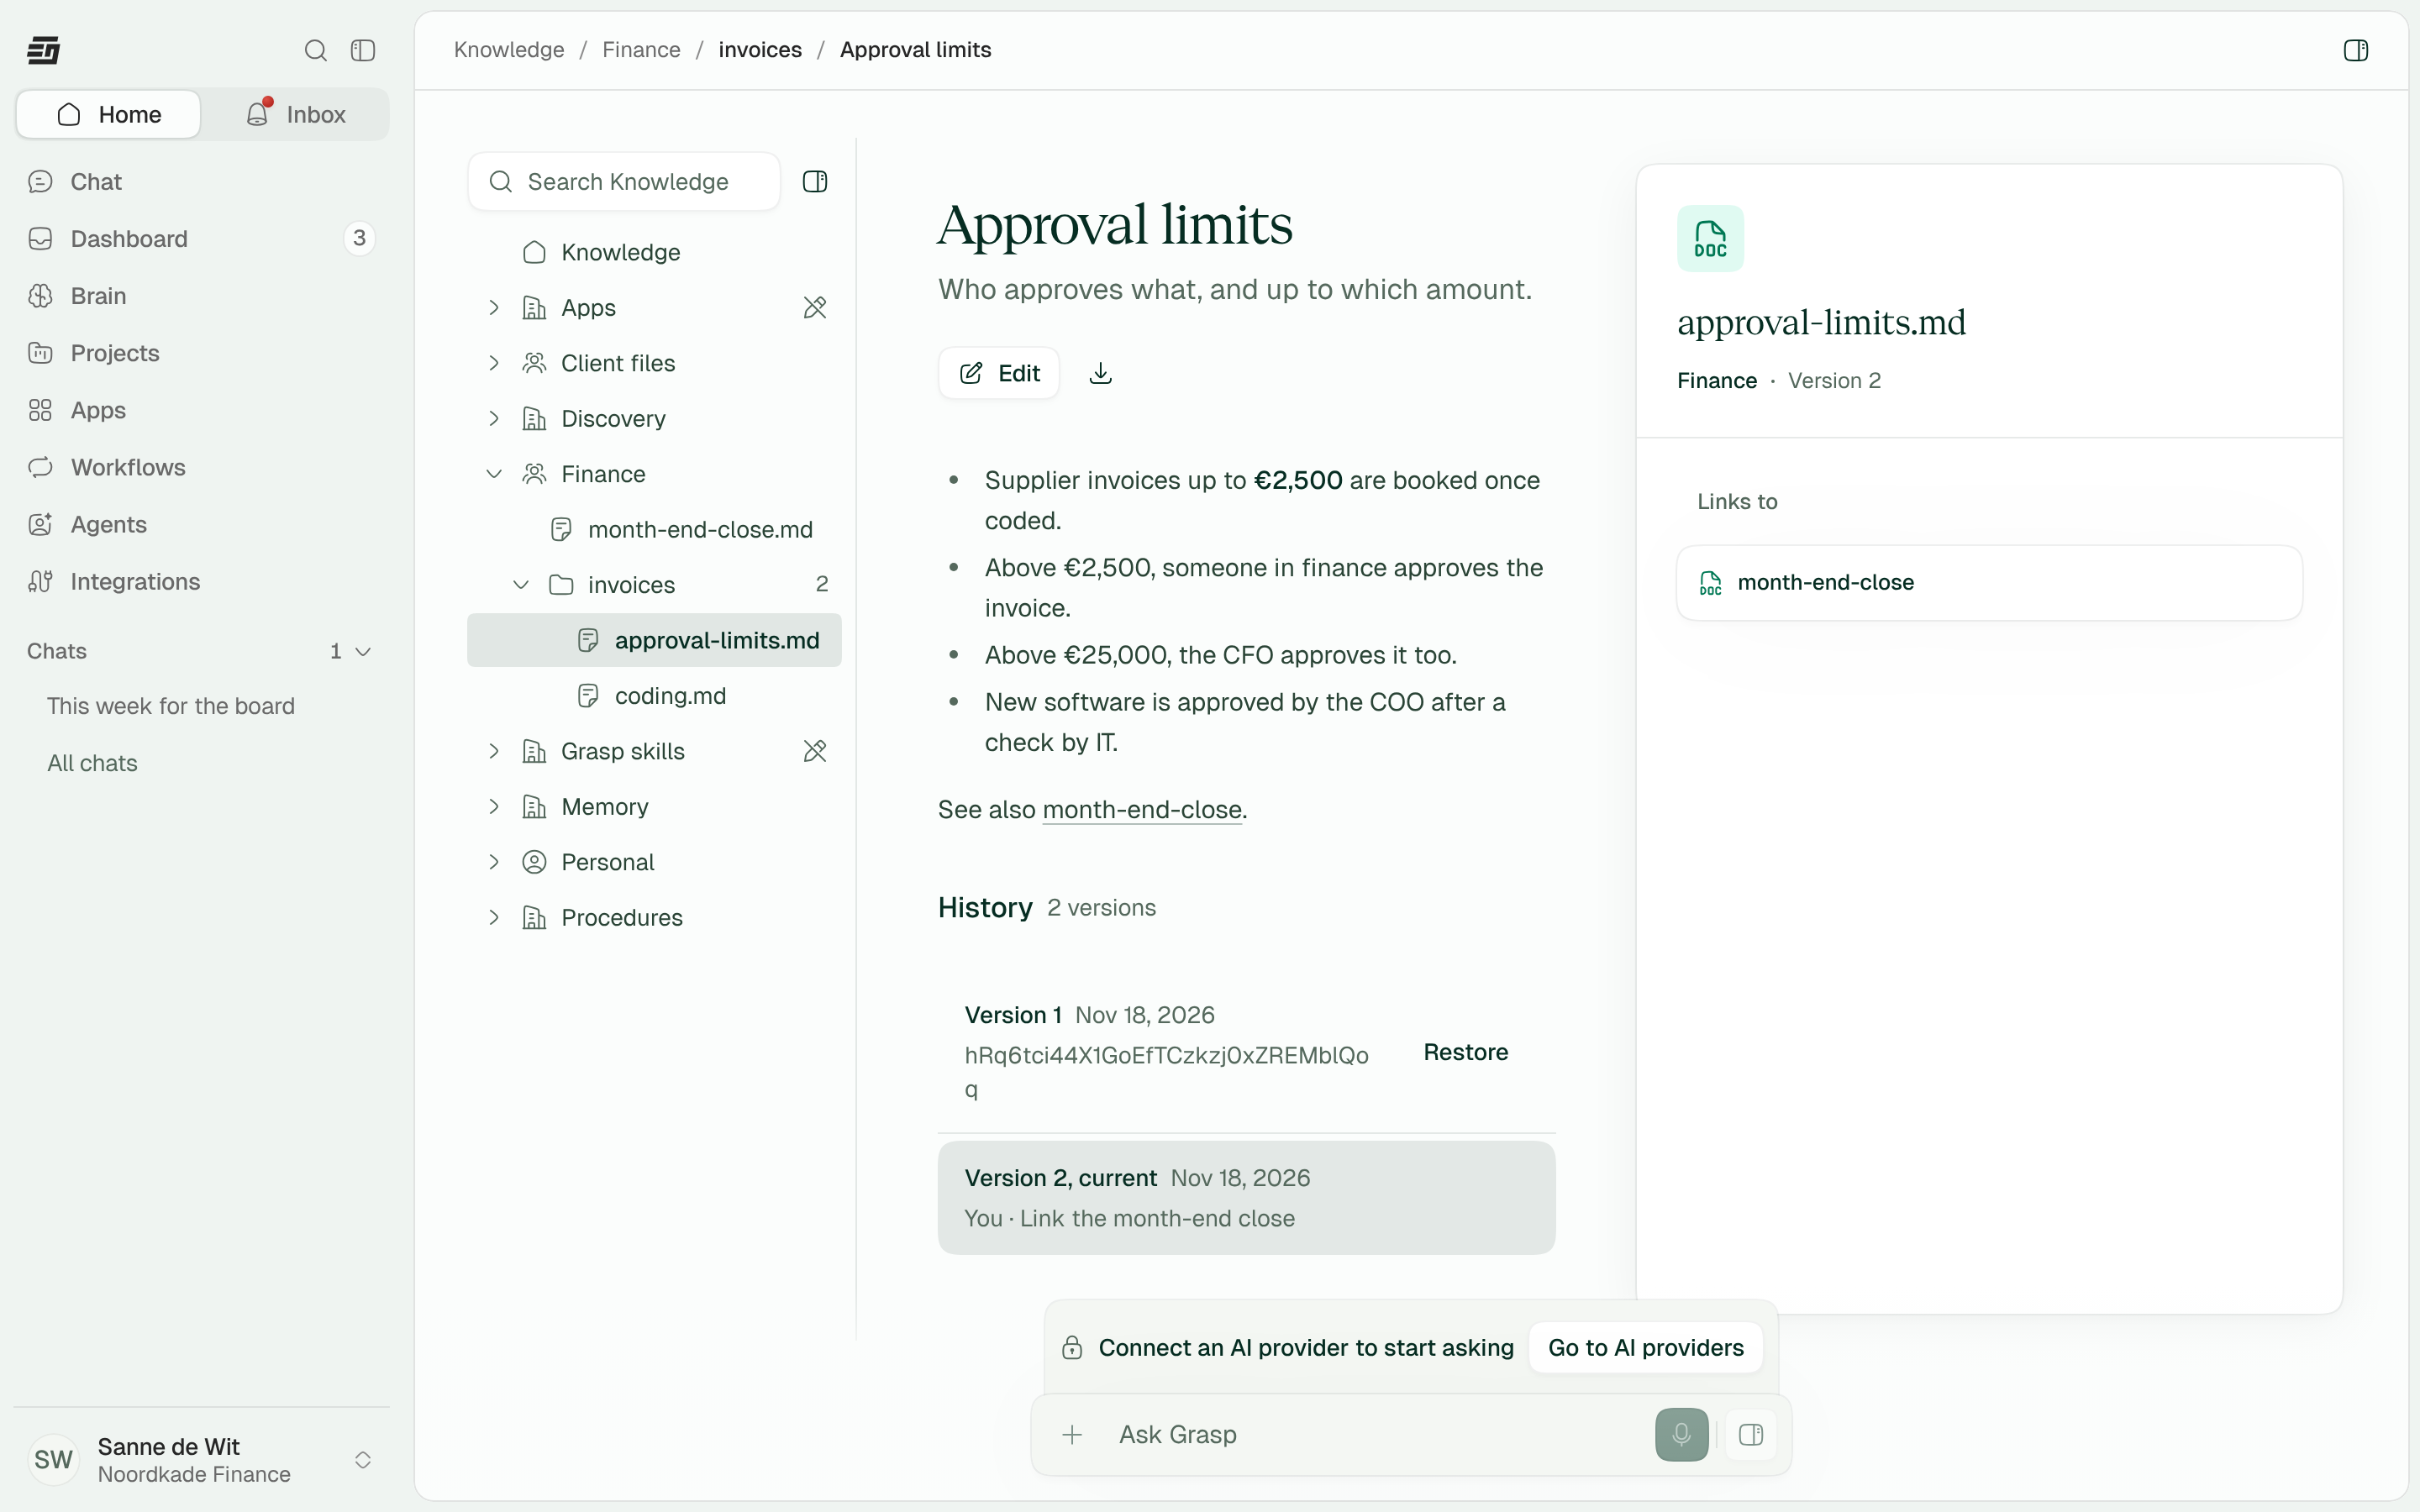 Home
Inbox
Chat
Dashboard 3
Brain
Projects
Apps
Workflows
Agents
Integrations
Chats 1
This week for the board
All chats
SW
Sanne de Wit
Noordkade Finance
Knowledge / Finance / invoices / Approval limits
Search Knowledge
Knowledge
Apps
Client files
Discovery
Finance
month-end-close.md
invoices 2
approval-limits.md
coding.md
Grasp skills
Memory
Personal
Procedures
Approval limits
Who approves what, and up to which amount.
Edit
• Supplier invoices up to €2,500 are booked once
coded.
• Above €2,500, someone in finance approves the
invoice.
• Above €25,000, the CFO approves it too.
• New software is approved by the COO after a
check by IT.
See also month-end-close.
History 2 versions
Version 1 Nov 18, 2026
hRq6tci44X1GoEfTCzkzj0xZREMblQo
q
Restore
Version 2, current Nov 18, 2026
You · Link the month-end close
DOC
approval-limits.md
Finance · Version 2
Links to
DOC month-end-close
Connect an AI provider to start asking
Go to AI providers
Ask Grasp